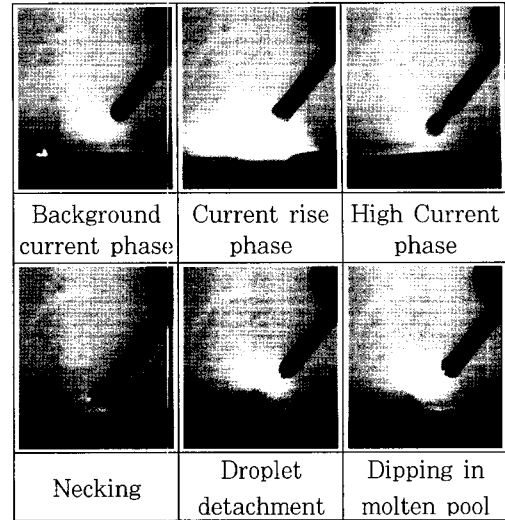 Background
current phase
Current rise
phase
High Current
phase
Necking
Droplet
detachment
Dipping in
molten pool